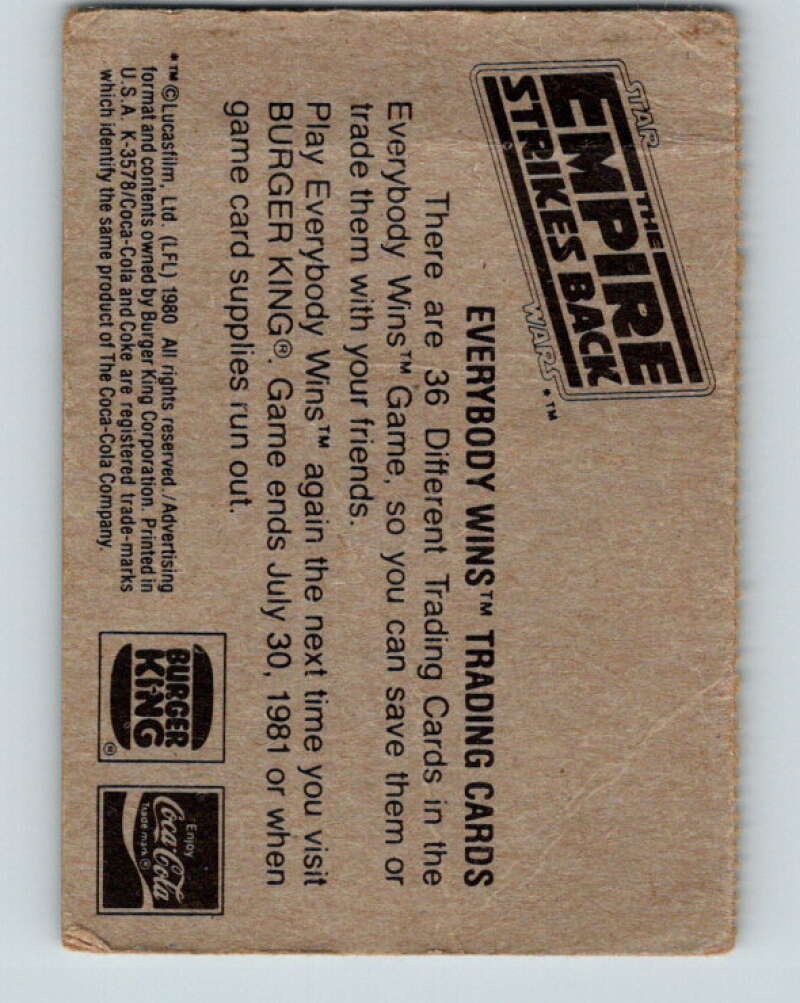 STAR
THE
EMPIRE
STRIKES BACK
WARS *™
EVERYBODY WINS™ TRADING CARDS
There are 36 Different Trading Cards in the
Everybody Wins™ Game, so you can save them or
trade them with your friends.
Play Everybody Wins™ again the next time you visit
BURGER KING®. Game ends July 30, 1981 or when
game card supplies run out.
*™ ©Lucasfilm, Ltd. (LFL) 1980 All rights reserved./Advertising
format and contents owned by Burger King Corporation. Printed in
U.S.A. K-3578/Coca-Cola and Coke are registered trade-marks
which identify the same product of The Coca-Cola Company.
BURGER
KING
®
Enjoy
Coca-Cola
Trade mark ®